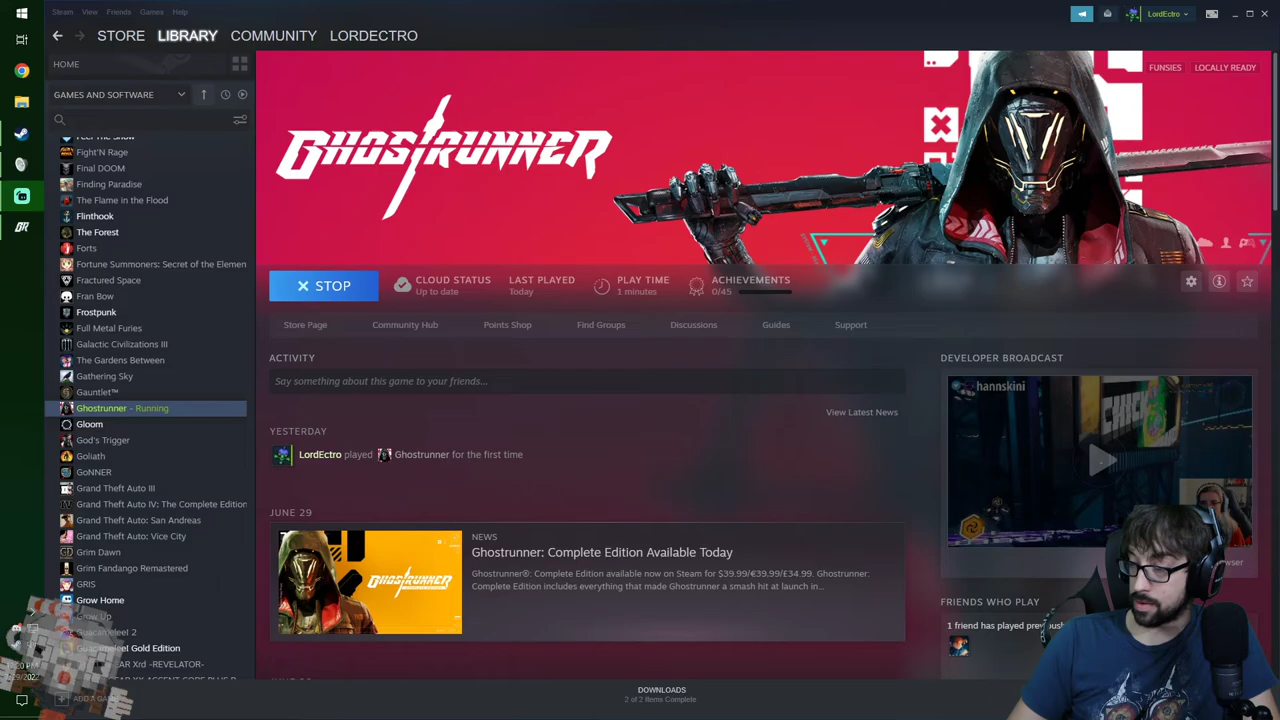 Steam View Friends Games Help
LordEctro
STORE LIBRARY COMMUNITY LORDECTRO
HOME
GAMES AND SOFTWARE
Fight'N Rage
Final DOOM
Finding Paradise
The Flame in the Flood
Flinthook
The Forest
Forts
Fortune Summoners: Secret of the Elemen
Fractured Space
Fran Bow
Frostpunk
Full Metal Furies
Galactic Civilizations III
The Gardens Between
Gathering Sky
Gauntlet™
Ghostrunner - Running
Gloom
God's Trigger
Goliath
GoNNER
Grand Theft Auto III
Grand Theft Auto IV: The Complete Edition
Grand Theft Auto: San Andreas
Grand Theft Auto: Vice City
Grim Dawn
Grim Fandango Remastered
GRIS
Grow Home
Grow Up
Guacamelee! 2
Guacamelee! Gold Edition
ADD A GAME
GHOSTRUNNER
FUNSIES LOCALLY READY
STOP
CLOUD STATUS
Up to date
LAST PLAYED
Today
PLAY TIME
1 minutes
ACHIEVEMENTS
0/45
Store Page Community Hub Points Shop Find Groups Discussions Guides Support
ACTIVITY
Say something about this game to your friends...
View Latest News
YESTERDAY
LordEctro played Ghostrunner for the first time
JUNE 29
GHOSTRUNNER
NEWS
Ghostrunner: Complete Edition Available Today
Ghostrunner®: Complete Edition available now on Steam for $39.99/€39,99/£34.99. Ghostrunner:
Complete Edition includes everything that made Ghostrunner a smash hit at launch in...
DEVELOPER BROADCAST
hannskini
FRIENDS WHO PLAY
1 friend has played
DOWNLOADS
2 of 2 Items Complete